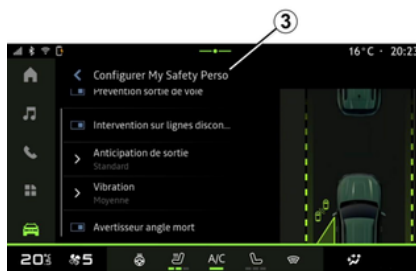 3
16°C · 20:23
Configurer My Safety Perso
Prévention sortie de voie
Intervention sur lignes discon...
Anticipation de sortie
Standard
Vibration
Moyenne
Avertisseur angle mort
20°5
5
A/C